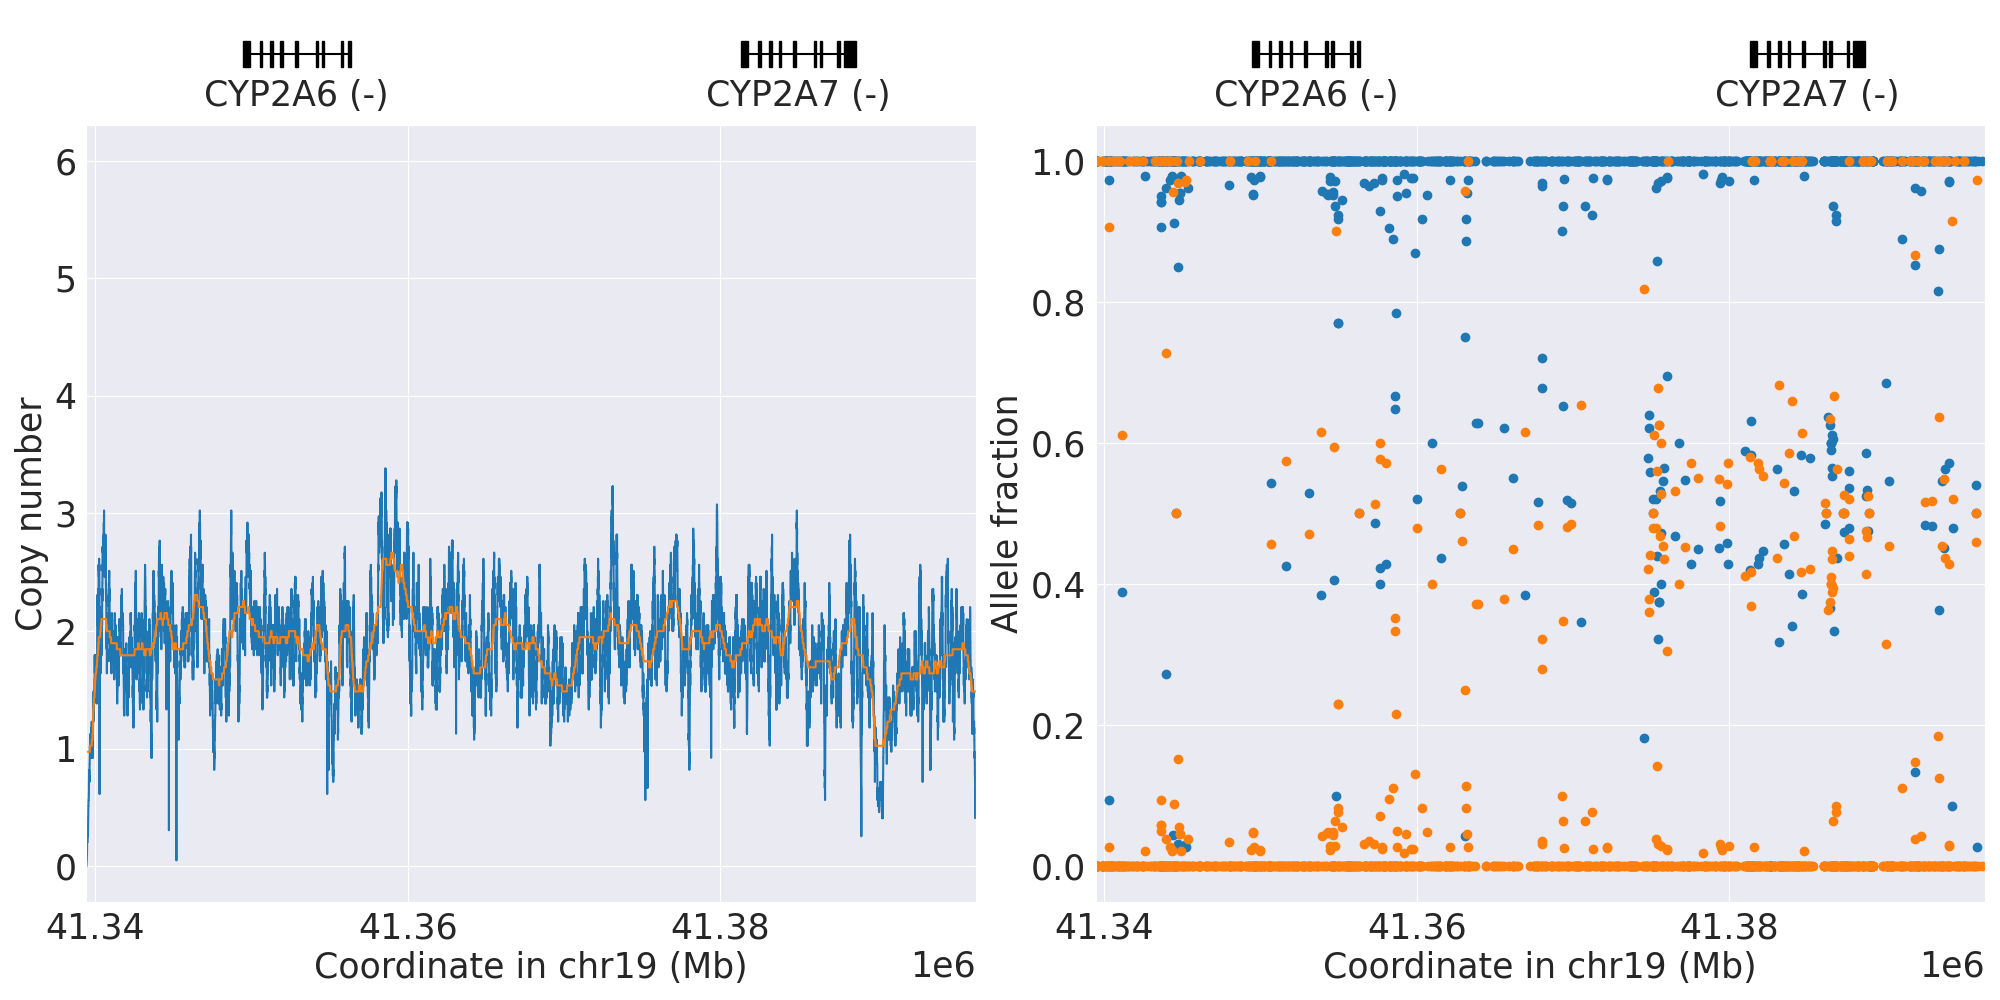 CYP2A6 (-) CYP2A7 (-)
6
5
4
3
2
1
0
Copy number
41.34 41.36 41.38
Coordinate in chr19 (Mb) 1e6
CYP2A6 (-) CYP2A7 (-)
1.0
0.8
0.6
0.4
0.2
0.0
Allele fraction
41.34 41.36 41.38
Coordinate in chr19 (Mb) 1e6